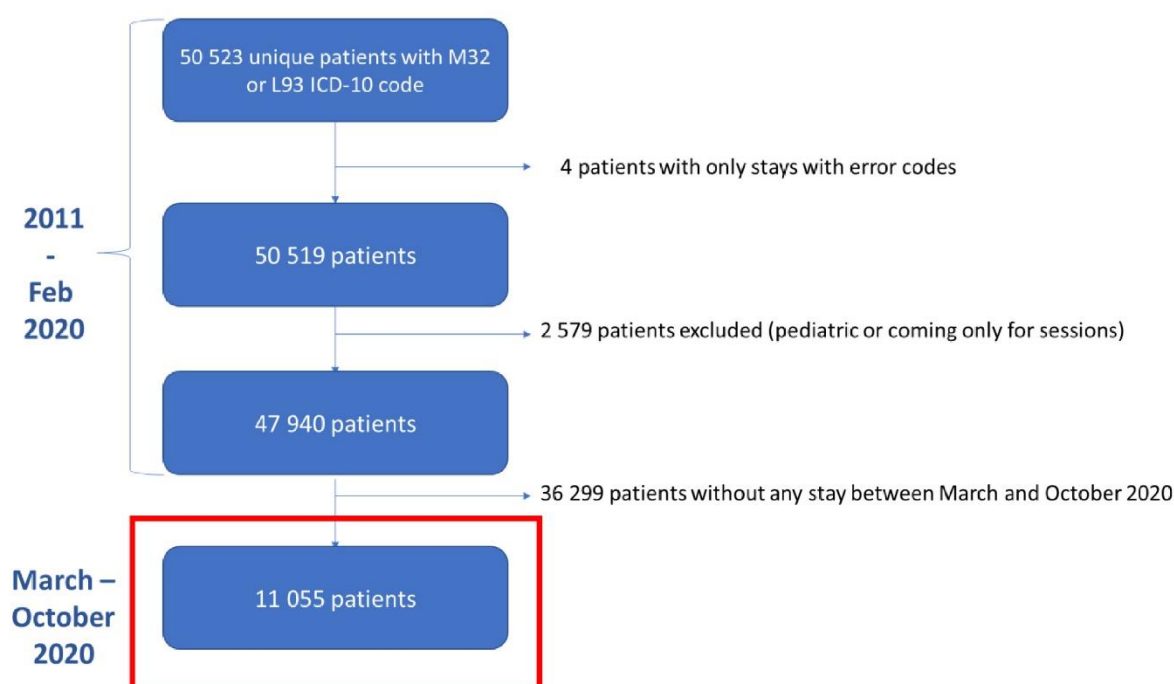 50 523 unique patients with M32
or L93 ICD-10 code
4 patients with only stays with error codes
2011
-
Feb
2020
50 519 patients
2 579 patients excluded (pediatric or coming only for sessions)
47 940 patients
36 299 patients without any stay between March and October 2020
March –
October
2020
11 055 patients